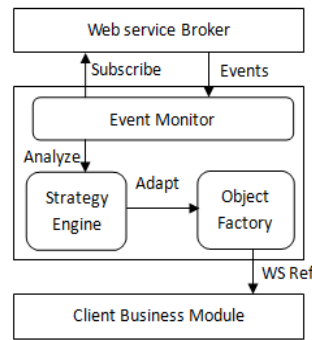 Web service Broker
Subscribe
Events
Event Monitor
Analyze
Adapt
Strategy
Engine
Object
Factory
WS Ref
Client Business Module